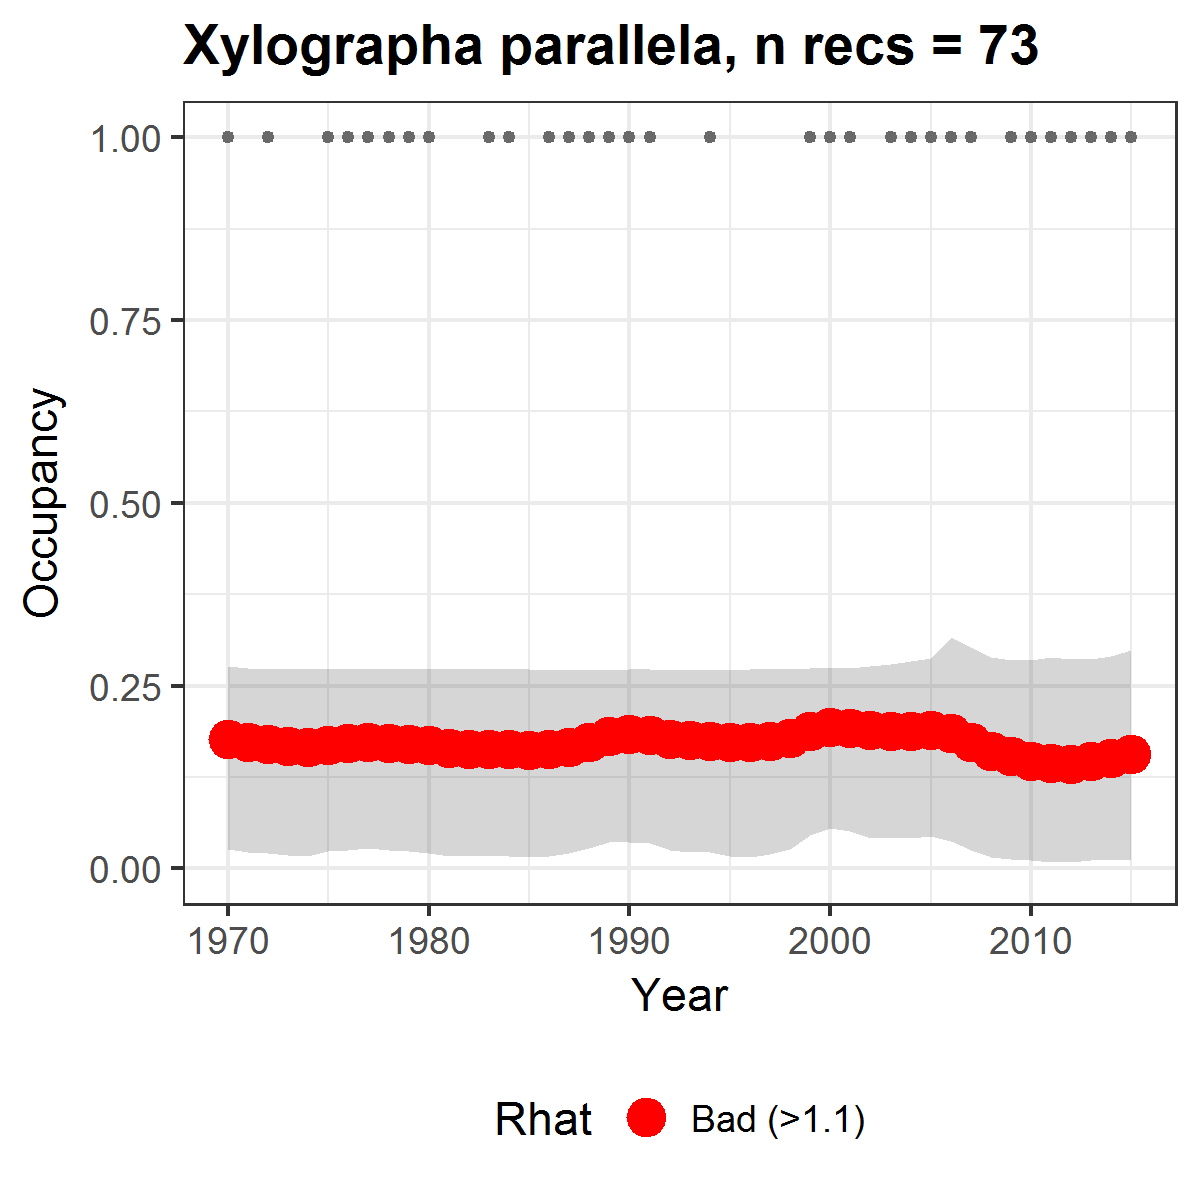 Xylographa parallela, n recs = 73
1.00
0.75
0.50
0.25
0.00
Occupancy
1970 1980 1990 2000 2010
Year
Rhat Bad (>1.1)